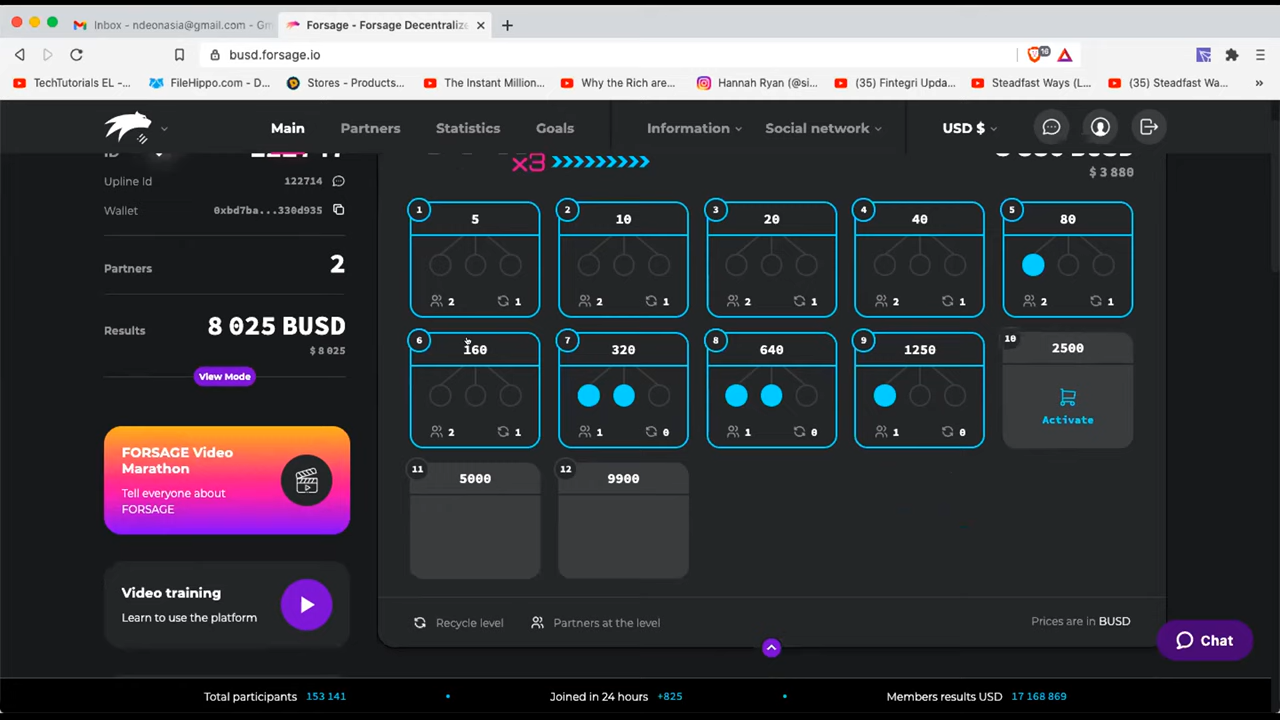 Inbox - ndeonasia@gmail.com - Gm
Forsage - Forsage Decentralize
busd.forsage.io
16
TechTutorials EL -...
FileHippo.com - D...
Stores - Products...
The Instant Million...
Why the Rich are...
Hannah Ryan (@si...
(35) Fintegri Upda...
Steadfast Ways (L...
(35) Steadfast Wa...
Main
Partners
Statistics
Goals
Information
Social network
USD $
ID
Upline Id 122714
Wallet 0xbd7ba...330d935
Partners 2
Results 8 025 BUSD
$ 8 025
View Mode
FORSAGE Video
Marathon
Tell everyone about
FORSAGE
Video training
Learn to use the platform
x3
BUSD
$ 3 880
1 5
2 1
2 10
2 1
3 20
2 1
4 40
2 1
5 80
2 1
6 160
2 1
7 320
1 0
8 640
1 0
9 1250
1 0
10 2500
Activate
11 5000
12 9900
Recycle level
Partners at the level
Prices are in BUSD
Chat
Total participants 153 141
Joined in 24 hours +825
Members results USD 17 168 869